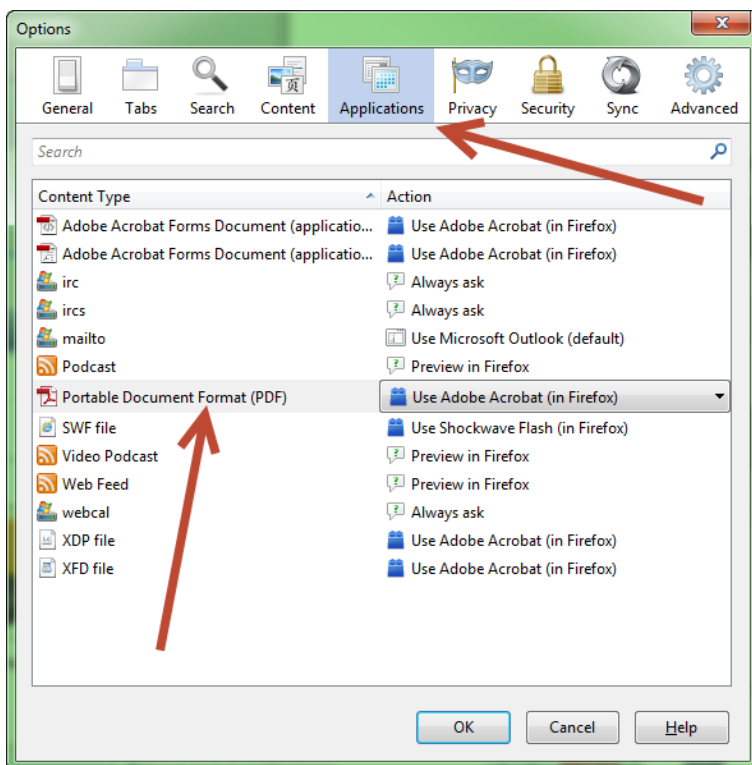 Options
General Tabs Search Content Applications Privacy Security Sync Advanced
Search
Content Type Action
Adobe Acrobat Forms Document (applicatio... Use Adobe Acrobat (in Firefox)
Adobe Acrobat Forms Document (applicatio... Use Adobe Acrobat (in Firefox)
irc Always ask
ircs Always ask
mailto Use Microsoft Outlook (default)
Podcast Preview in Firefox
Portable Document Format (PDF) Use Adobe Acrobat (in Firefox)
SWF file Use Shockwave Flash (in Firefox)
Video Podcast Preview in Firefox
Web Feed Preview in Firefox
webcal Always ask
XDP file Use Adobe Acrobat (in Firefox)
XFD file Use Adobe Acrobat (in Firefox)
OK Cancel Help